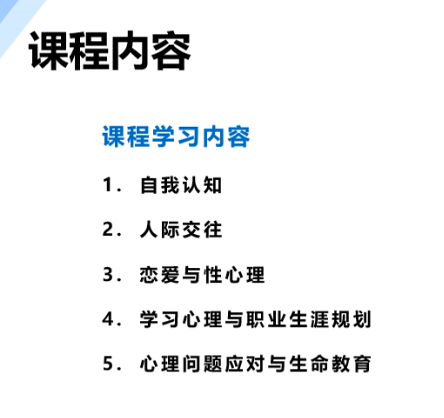 课程内容
课程学习内容
1. 自我认知
2. 人际交往
3. 恋爱与性心理
4. 学习心理与职业生涯规划
5. 心理问题应对与生命教育